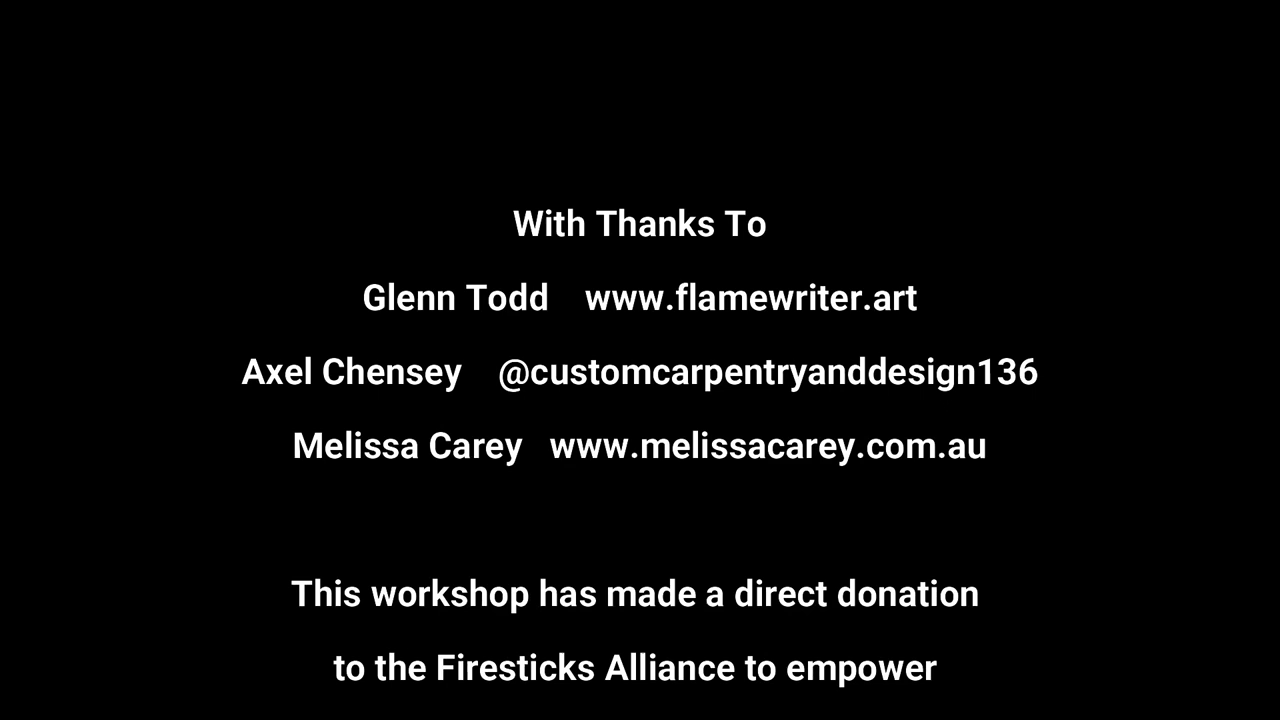 With Thanks To
Glenn Todd www.flamewriter.art
Axel Chensey @customcarpentryanddesign136
Melissa Carey www.melissacarey.com.au
This workshop has made a direct donation
to the Firesticks Alliance to empower